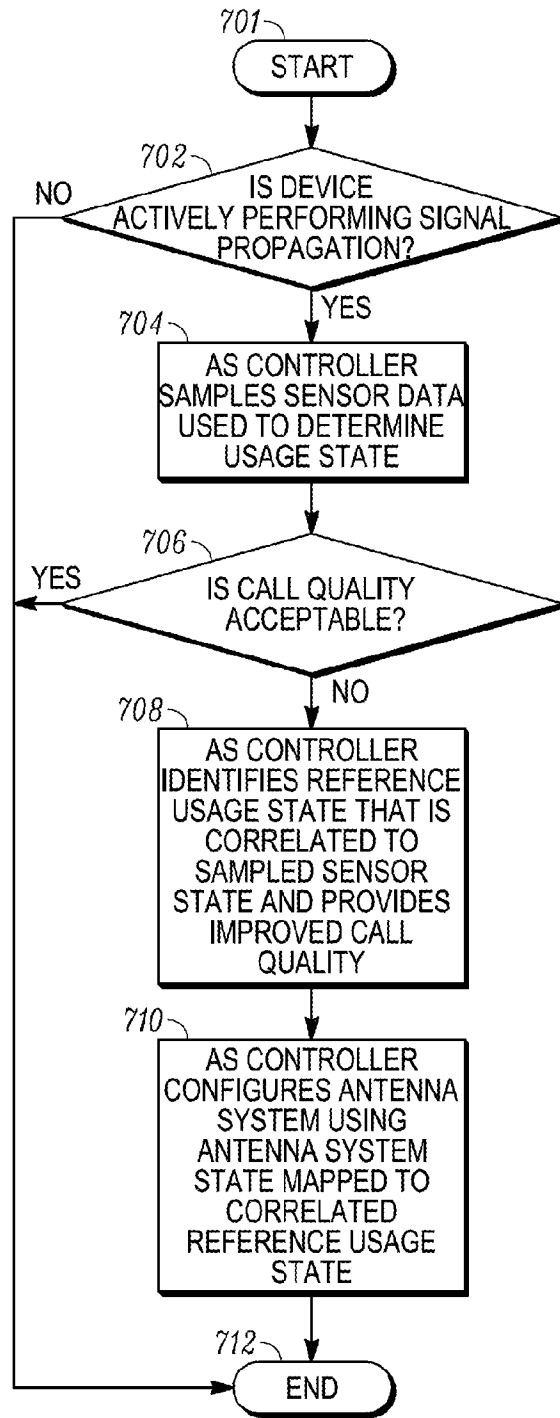 701
START
702
NO
IS DEVICE
ACTIVELY PERFORMING SIGNAL
PROPAGATION?
YES
704
AS CONTROLLER
SAMPLES SENSOR DATA
USED TO DETERMINE
USAGE STATE
706
YES
IS CALL QUALITY
ACCEPTABLE?
NO
708
AS CONTROLLER
IDENTIFIES REFERENCE
USAGE STATE THAT IS
CORRELATED TO
SAMPLED SENSOR
STATE AND PROVIDES
IMPROVED CALL
QUALITY
710
AS CONTROLLER
CONFIGURES ANTENNA
SYSTEM USING
ANTENNA SYSTEM
STATE MAPPED TO
CORRELATED
REFERENCE USAGE
STATE
712
END